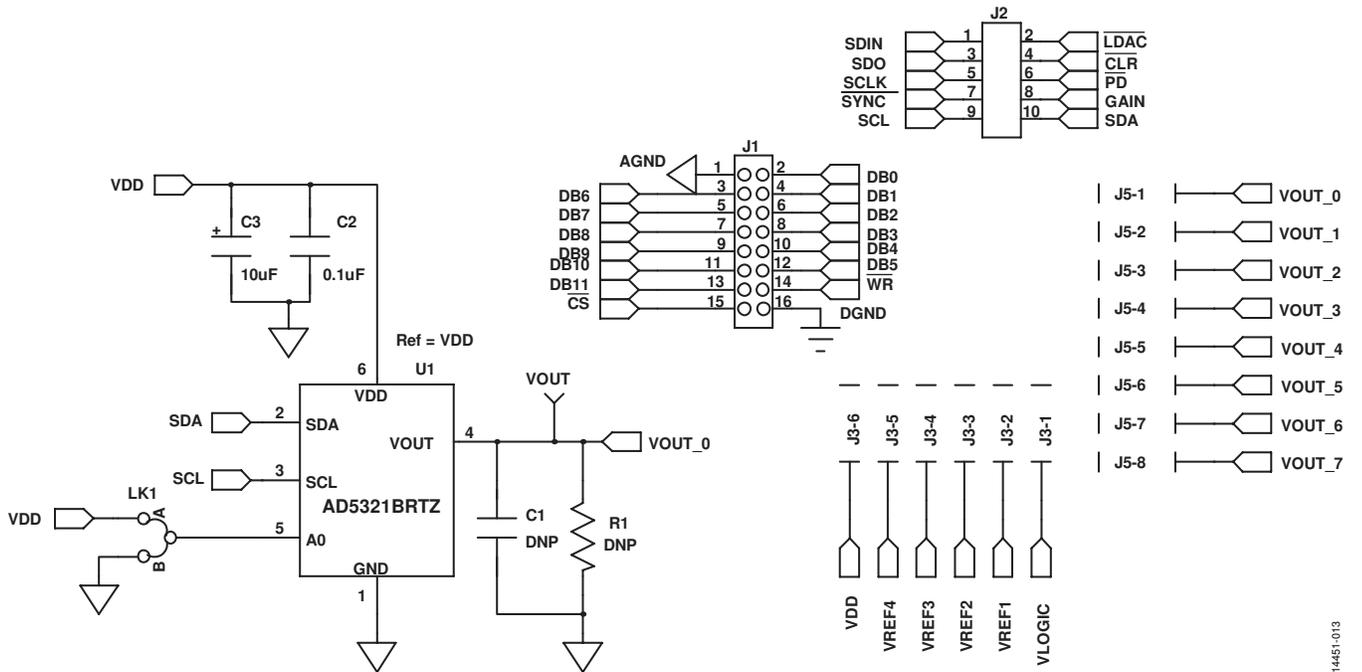 J2
SDIN 1 2 LDAC
SDO 3 4 CLR
SCLK 5 6 PD
SYNC 7 8 GAIN
SCL 9 10 SDA
J1
AGND 1 2 DB0
DB6 3 4 DB1
DB7 5 6 DB2
DB8 7 8 DB3
DB9 9 10 DB4
DB10 11 12 DB5
DB11 13 14 WR
CS 15 16 DGND
VDD
+ C3 C2
10uF 0.1uF
Ref = VDD
6 U1
VDD
SDA 2 SDA
VOUT 4
VOUT
VOUT_0
SCL 3 SCL
AD5321BRTZ
LK1
VDD A
B
5 A0
GND
1
C1
DNP
R1
DNP
J5-1 VOUT_0
J5-2 VOUT_1
J5-3 VOUT_2
J5-4 VOUT_3
J5-5 VOUT_4
J5-6 VOUT_5
J5-7 VOUT_6
J5-8 VOUT_7
J3-6 J3-5 J3-4 J3-3 J3-2 J3-1
VDD VREF4 VREF3 VREF2 VREF1 VLOGIC
14451-013